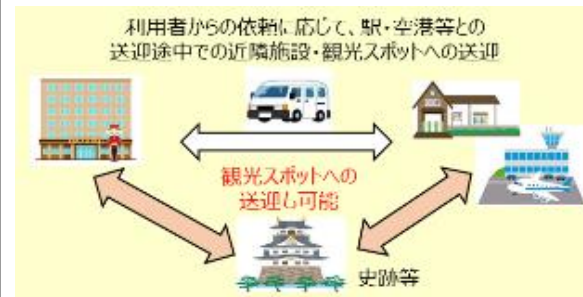 利用者からの依頼に応じて、駅・空港等との
送迎途中での近隣施設・観光スポットへの送迎
観光スポットへの
送迎も可能
史跡等